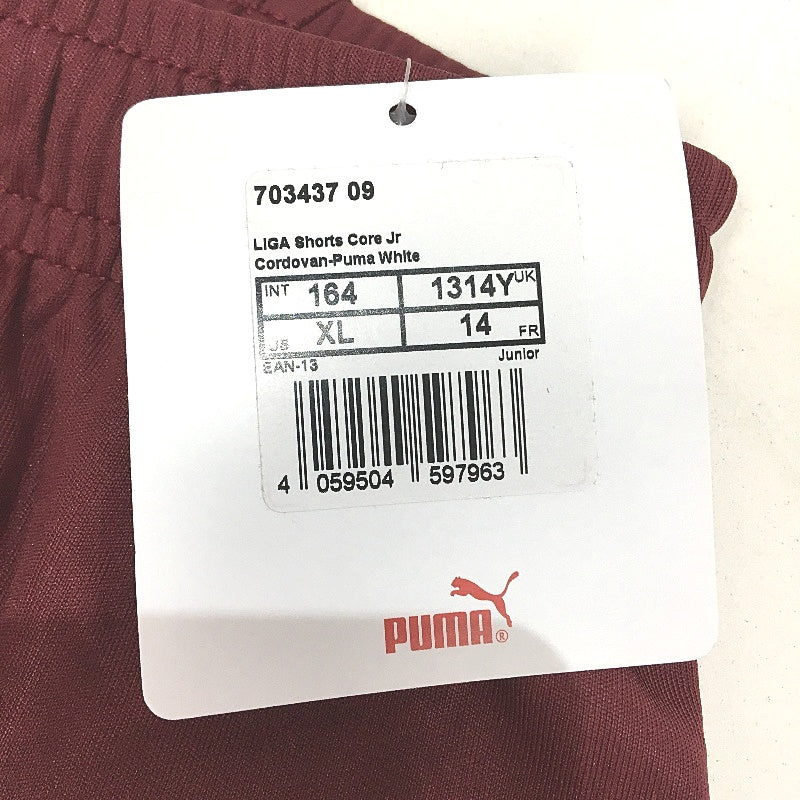 703437 09
LIGA Shorts Core Jr
Cordovan-Puma White
INT 164 1314Y UK
US XL 14 FR
EAN-13 Junior
4 059504 597963
PUMA®